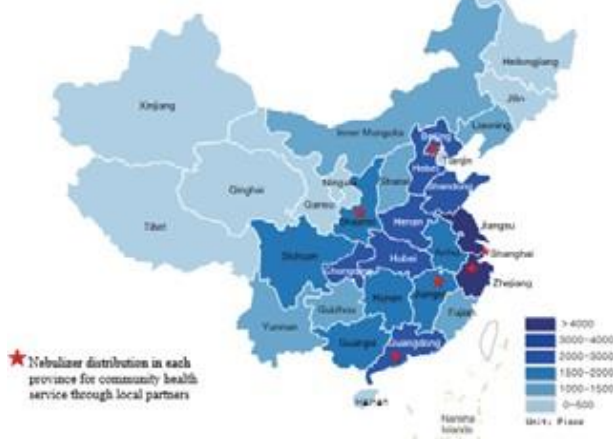 Heilongjiang
Jilin
Xinjiang
Liaoning
Inner Mongolia
Beijing
Tianjin
Hebei
Shanxi
Ningxia
Qinghai
Shandong
Gansu
Shaanxi
Henan
Jiangsu
Tibet
Anhui
Shanghai
Sichuan
Hubei
Chongqing
Zhejiang
Hunan
Jiangxi
Guizhou
Fujian
Yunnan
Guangxi
Guangdong
Hainan
Nansha
Islands
Nebulizer distribution in each
province for community health
service through local partners
>4000
3000-4000
2000-3000
1500-2000
1000-1500
0-500
Unit: Piece